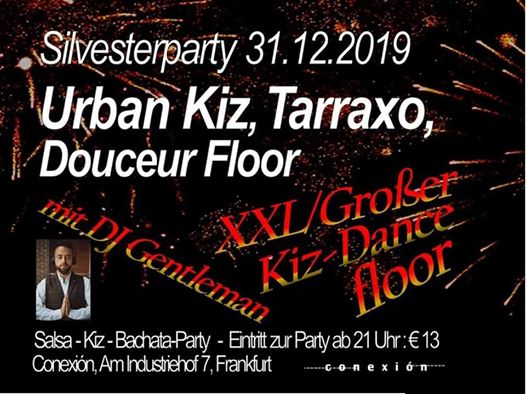 Silvesterparty 31.12.2019
Urban Kiz, Tarraxo,
Douceur Floor
XXL/Großer
Kiz-Dance
floor
mit DJ Gentleman
Salsa - Kiz - Bachata-Party - Eintritt zur Party ab 21 Uhr : € 13
Conexión, Am Industriehof 7, Frankfurt
conexión